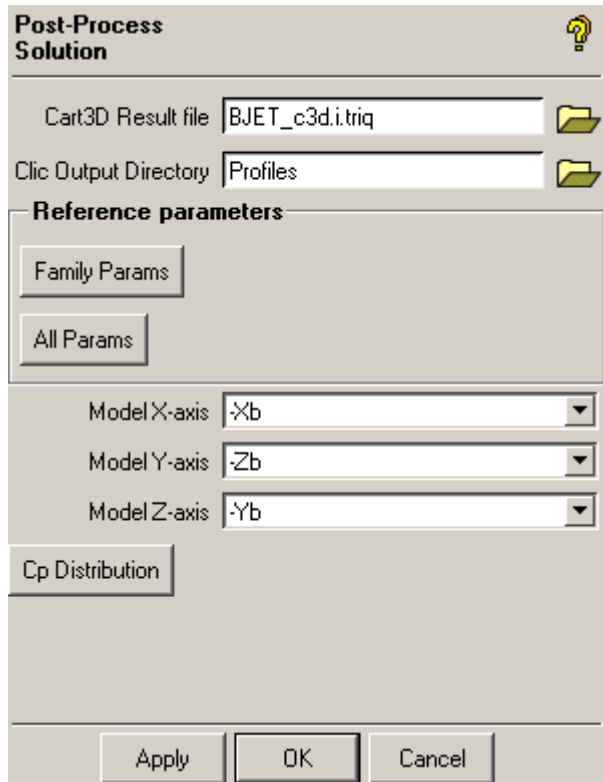 Post-Process
Solution
Cart3D Result file BJET_c3d.i.triq
Clic Output Directory Profiles
Reference parameters
Family Params
All Params
Model X-axis -Xb
Model Y-axis -Zb
Model Z-axis -Yb
Cp Distribution
Apply OK Cancel